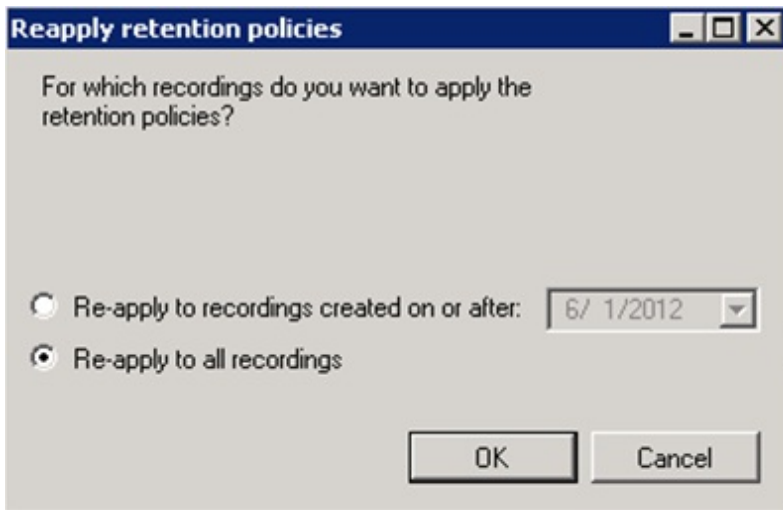 Reapply retention policies
For which recordings do you want to apply the
retention policies?
Re-apply to recordings created on or after: 6/ 1/2012
Re-apply to all recordings
OK Cancel